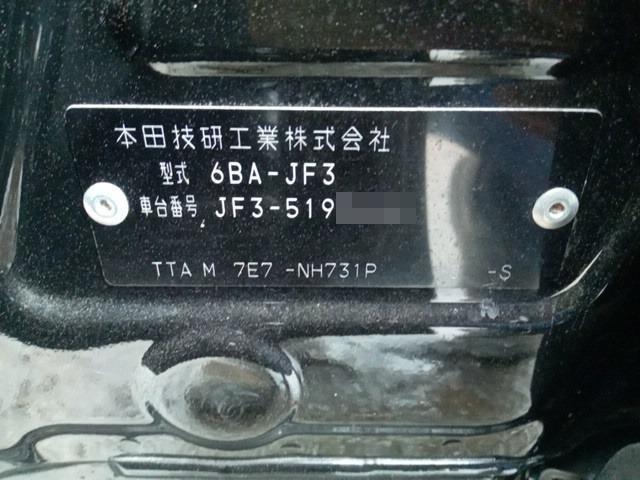 本田技研工業株式会社
型式 6BA-JF3
車台番号 JF3-519
TTA M 7E7 -NH731P -S